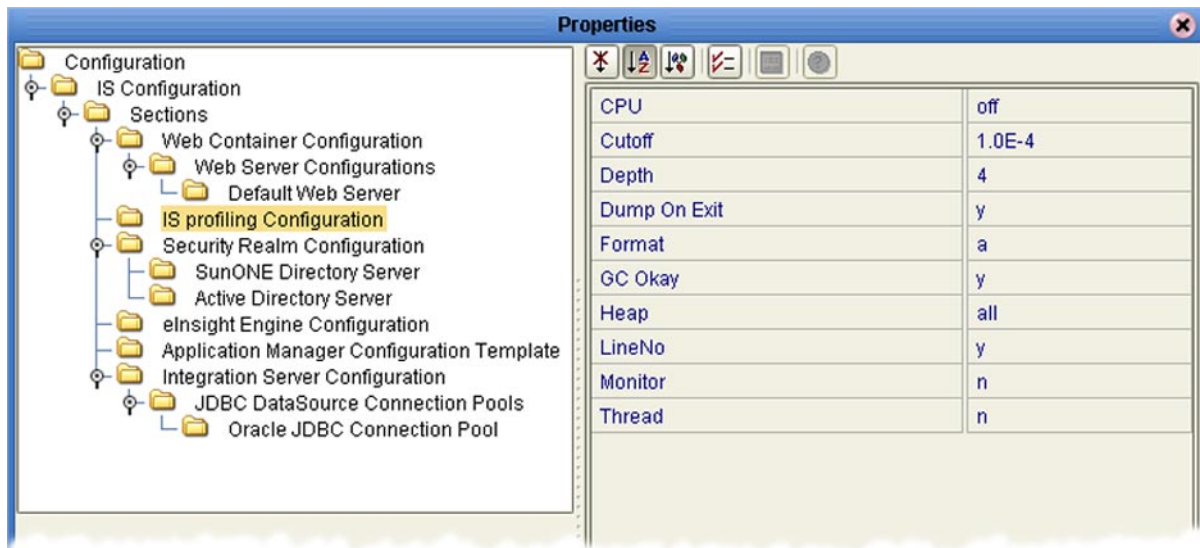 Properties
Configuration
IS Configuration
Sections
Web Container Configuration
Web Server Configurations
Default Web Server
IS profiling Configuration
Security Realm Configuration
SunONE Directory Server
Active Directory Server
eInsight Engine Configuration
Application Manager Configuration Template
Integration Server Configuration
JDBC DataSource Connection Pools
Oracle JDBC Connection Pool
CPU off
Cutoff 1.0E-4
Depth 4
Dump On Exit y
Format a
GC Okay y
Heap all
LineNo y
Monitor n
Thread n